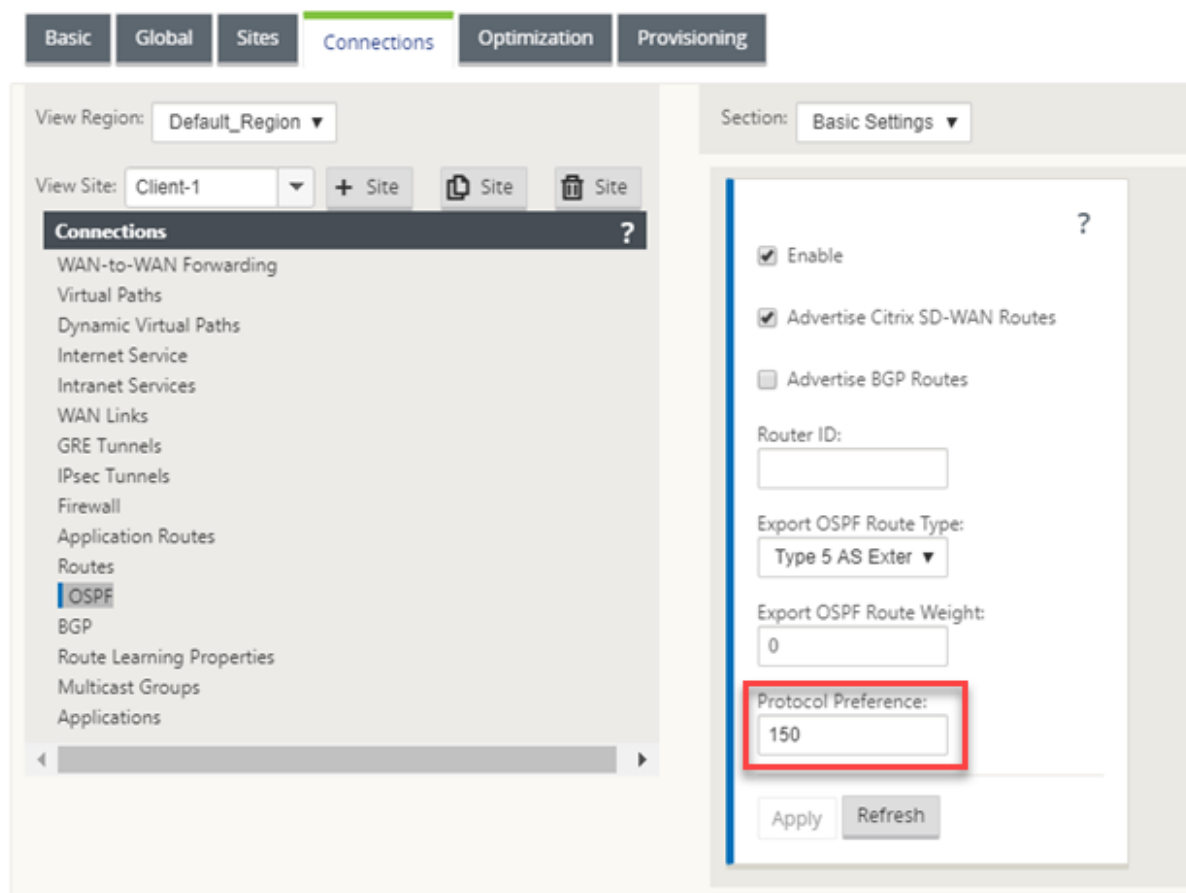 Basic Global Sites Connections Optimization Provisioning
View Region: Default_Region
Section: Basic Settings
View Site: Client-1 + Site Site Site
Connections ?
WAN-to-WAN Forwarding
Virtual Paths
Dynamic Virtual Paths
Internet Service
Intranet Services
WAN Links
GRE Tunnels
IPsec Tunnels
Firewall
Application Routes
Routes
OSPF
BGP
Route Learning Properties
Multicast Groups
Applications
?
Enable
Advertise Citrix SD-WAN Routes
Advertise BGP Routes
Router ID:
Export OSPF Route Type:
Type 5 AS Exter
Export OSPF Route Weight:
0
Protocol Preference:
150
Apply Refresh